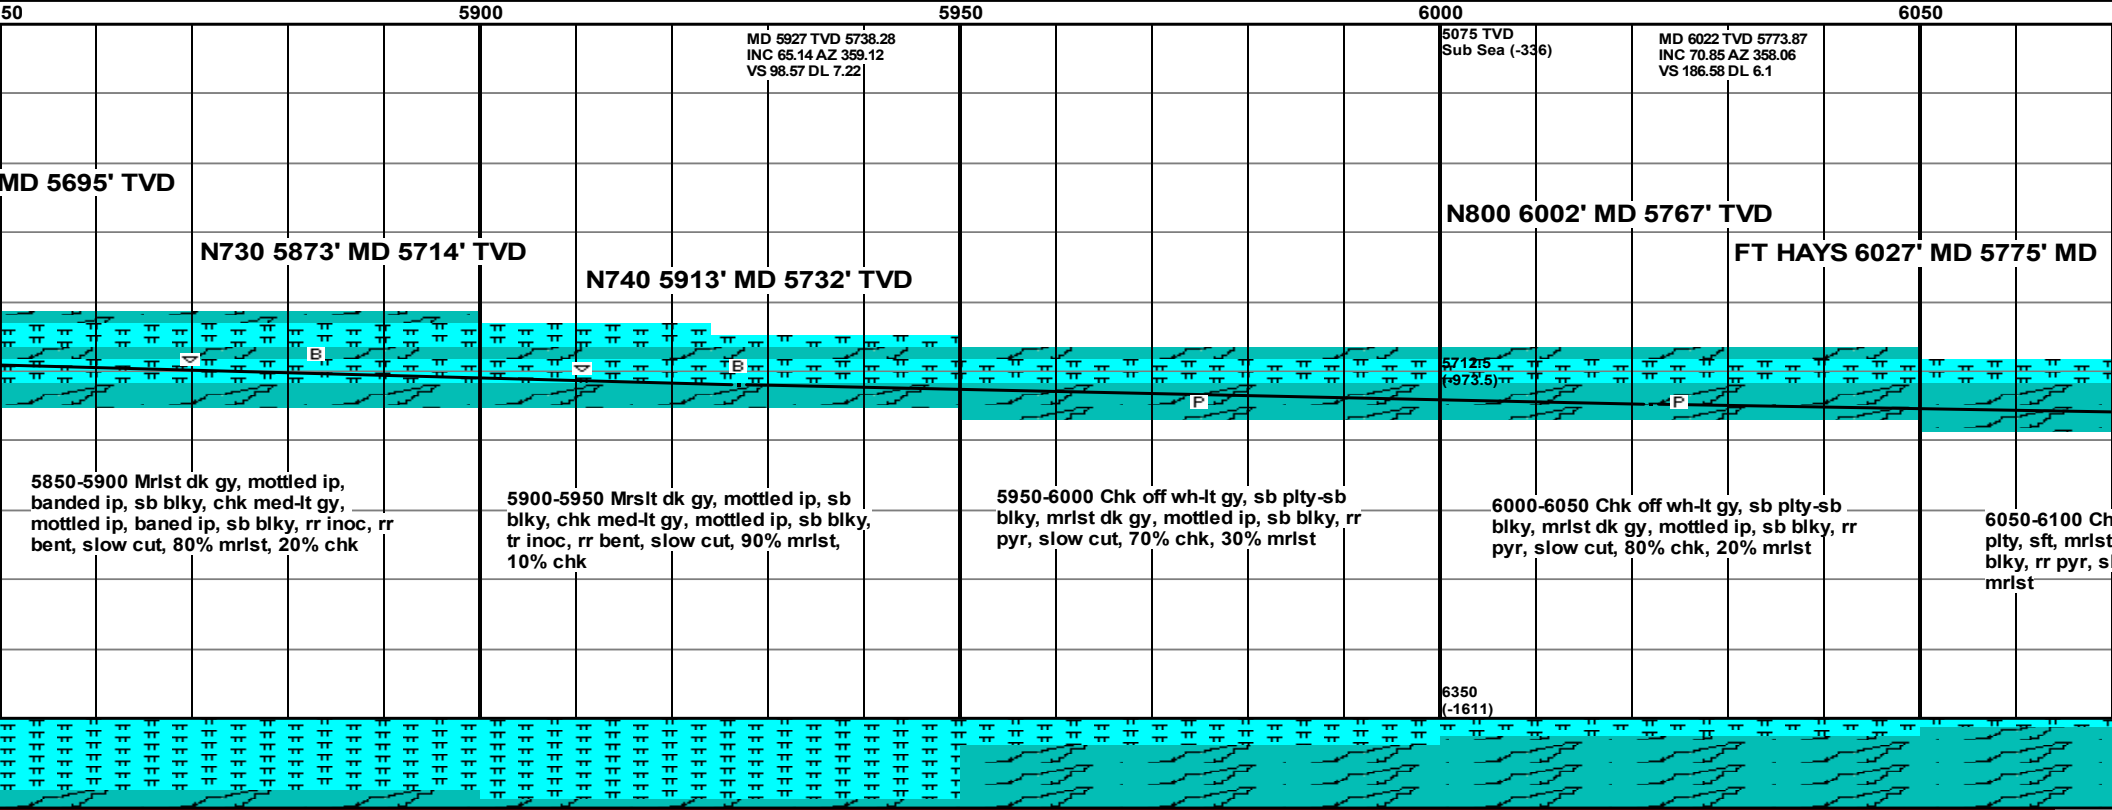 50 5900 5950 6000 6050
MD 5927 TVD 5738.28
INC 65.14 AZ 359.12
VS 98.57 DL 7.22
5075 TVD
Sub Sea (-336)
MD 6022 TVD 5773.87
INC 70.85 AZ 358.06
VS 186.58 DL 6.1
MD 5695' TVD
N730 5873' MD 5714' TVD
N740 5913' MD 5732' TVD
N800 6002' MD 5767' TVD
FT HAYS 6027' MD 5775' MD
B
B
P
P
5712.5
(-973.5)
5850-5900 Mrlst dk gy, mottled ip,
banded ip, sb blky, chk med-lt gy,
mottled ip, baned ip, sb blky, rr inoc, rr
bent, slow cut, 80% mrlst, 20% chk
5900-5950 Mrslt dk gy, mottled ip, sb
blky, chk med-lt gy, mottled ip, sb blky,
tr inoc, rr bent, slow cut, 90% mrlst,
10% chk
5950-6000 Chk off wh-lt gy, sb plty-sb
blky, mrlst dk gy, mottled ip, sb blky, rr
pyr, slow cut, 70% chk, 30% mrlst
6000-6050 Chk off wh-lt gy, sb plty-sb
blky, mrlst dk gy, mottled ip, sb blky, rr
pyr, slow cut, 80% chk, 20% mrlst
6050-6100 Ch
plty, sft, mrlst
blky, rr pyr, s
mrlst
6350
(-1611)